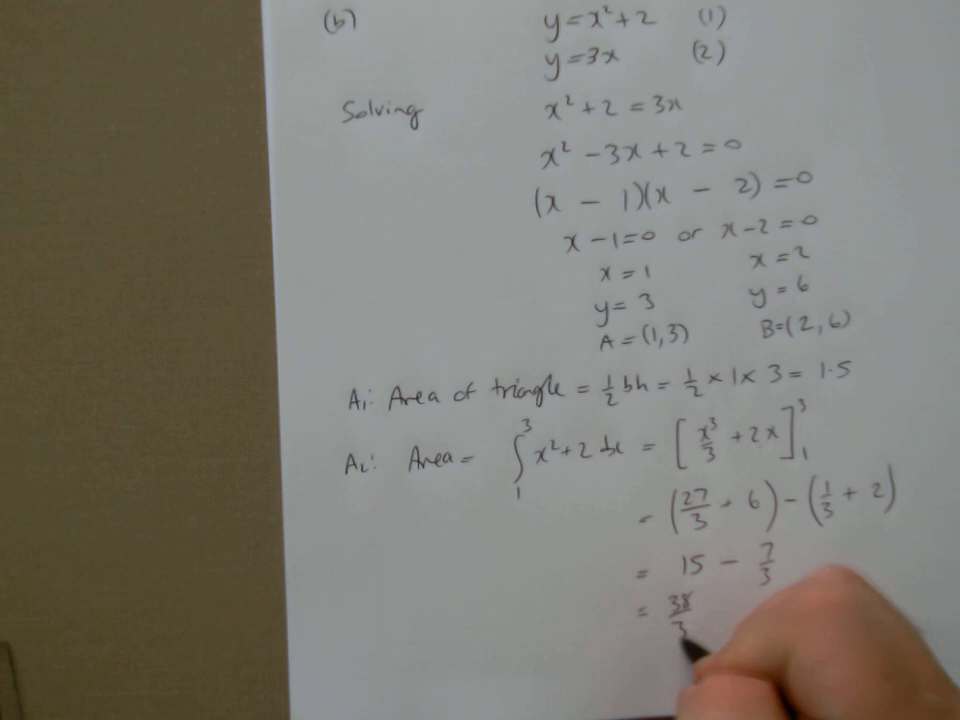 (b) y = x² + 2 (1)
y = 3x (2)
Solving x² + 2 = 3x
x² - 3x + 2 = 0
(x - 1)(x - 2) = 0
x - 1 = 0 or x - 2 = 0
x = 1 x = 2
y = 3 y = 6
A = (1,3) B = (2,6)
A₁: Area of triangle = ½bh = ½ × 1 × 3 = 1.5
A₂: Area = ∫₁³ x² + 2 dx = [x³/3 + 2x]₁³
= (27/3 + 6) - (1/3 + 2)
= 15 - 7/3
= 38/3